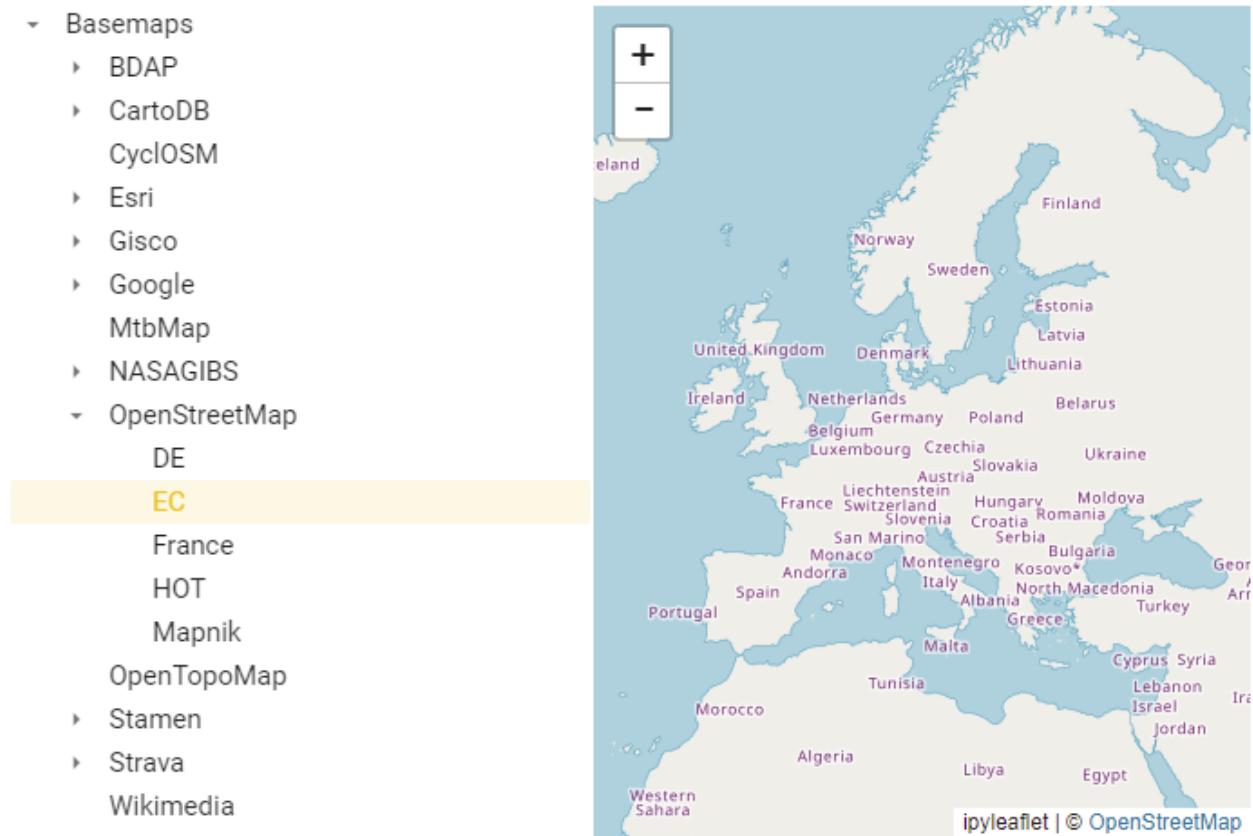 Basemaps
BDAP
CartoDB
CyclOSM
Esri
Gisco
Google
MtbMap
NASAGIBS
OpenStreetMap
DE
EC
France
HOT
Mapnik
OpenTopoMap
Stamen
Strava
Wikimedia
+
−
eland
Finland
Norway
Sweden
Estonia
Latvia
United Kingdom
Denmark
Lithuania
Ireland
Netherlands
Belarus
Germany
Poland
Belgium
Luxembourg
Czechia
Ukraine
Slovakia
Austria
Liechtenstein
France
Switzerland
Hungary
Moldova
Slovenia
Croatia
Romania
San Marino
Serbia
Monaco
Bulgaria
Andorra
Montenegro
Kosovo*
Geor
Italy
North Macedonia
Spain
Albania
Turkey
Ar
Portugal
Greece
Malta
Cyprus
Syria
Tunisia
Lebanon
Morocco
Israel
Ira
Jordan
Algeria
Libya
Egypt
Western
Sahara
ipyleaflet | © OpenStreetMap